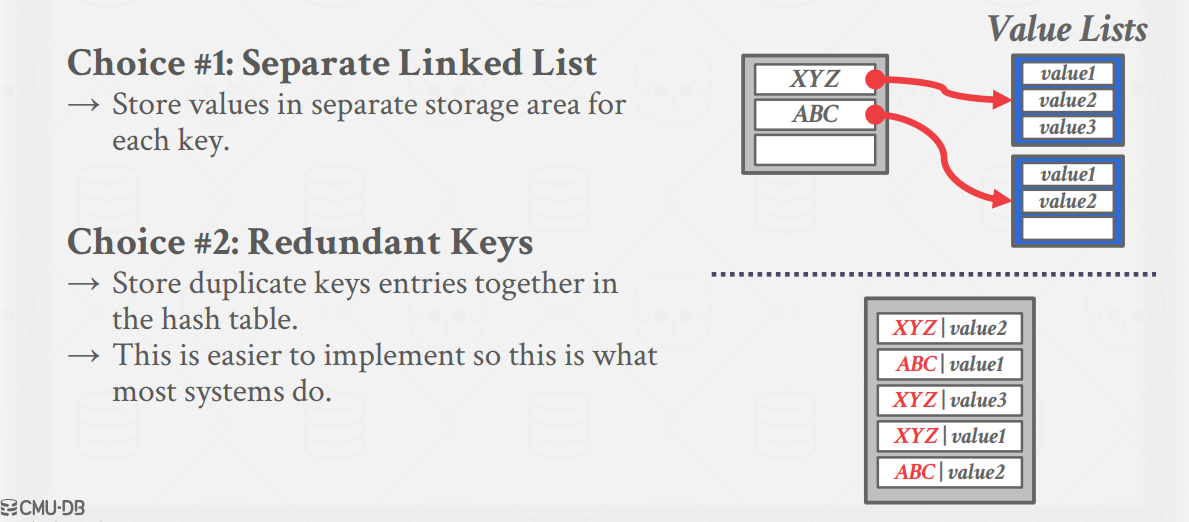 Choice #1: Separate Linked List
→ Store values in separate storage area for
each key.
Choice #2: Redundant Keys
→ Store duplicate keys entries together in
the hash table.
→ This is easier to implement so this is what
most systems do.
Value Lists
XYZ
ABC
value1
value2
value3
value1
value2
XYZ|value2
ABC|value1
XYZ|value3
XYZ|value1
ABC|value2
CMU·DB